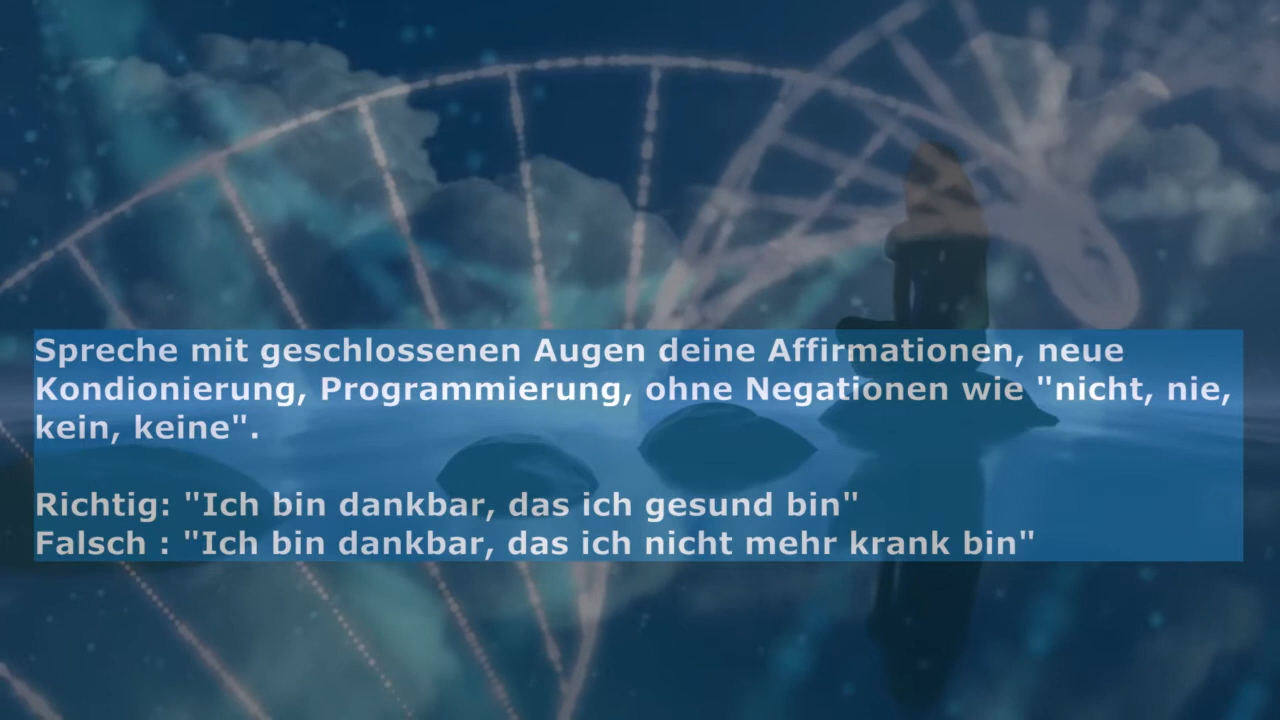 Spreche mit geschlossenen Augen deine Affirmationen, neue
Kondionierung, Programmierung, ohne Negationen wie "nicht, nie,
kein, keine".
Richtig: "Ich bin dankbar, das ich gesund bin"
Falsch : "Ich bin dankbar, das ich nicht mehr krank bin"